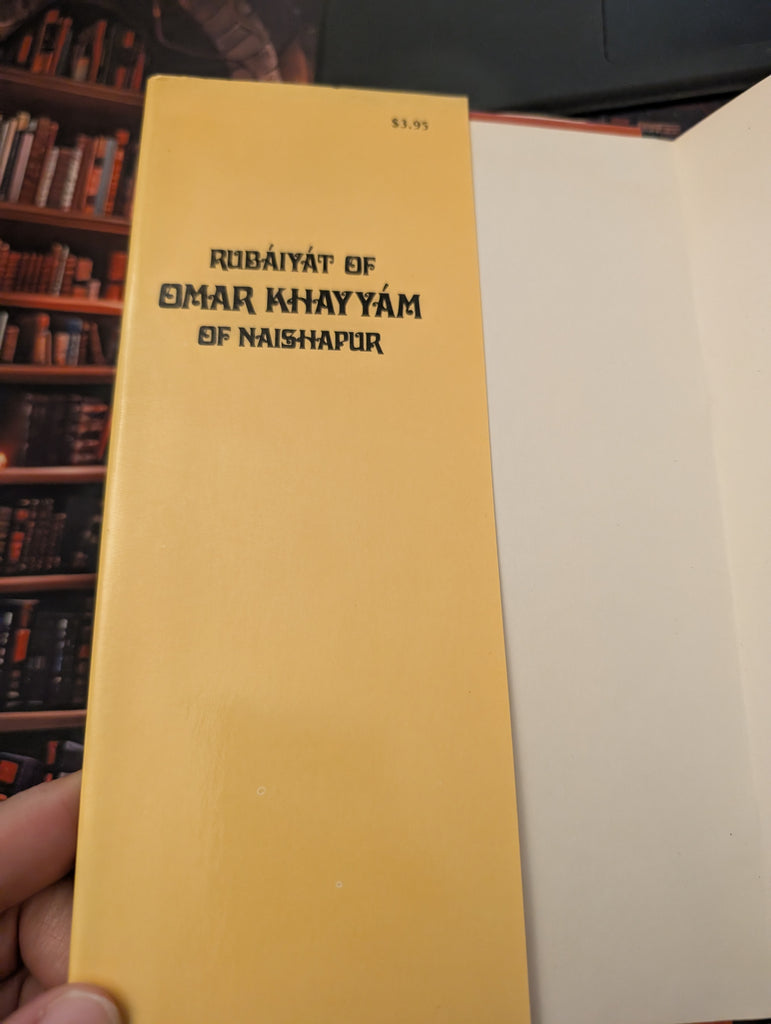 $3.95
RUBÁIYÁT OF
OMAR KHAYYÁM
OF NAISHAPUR